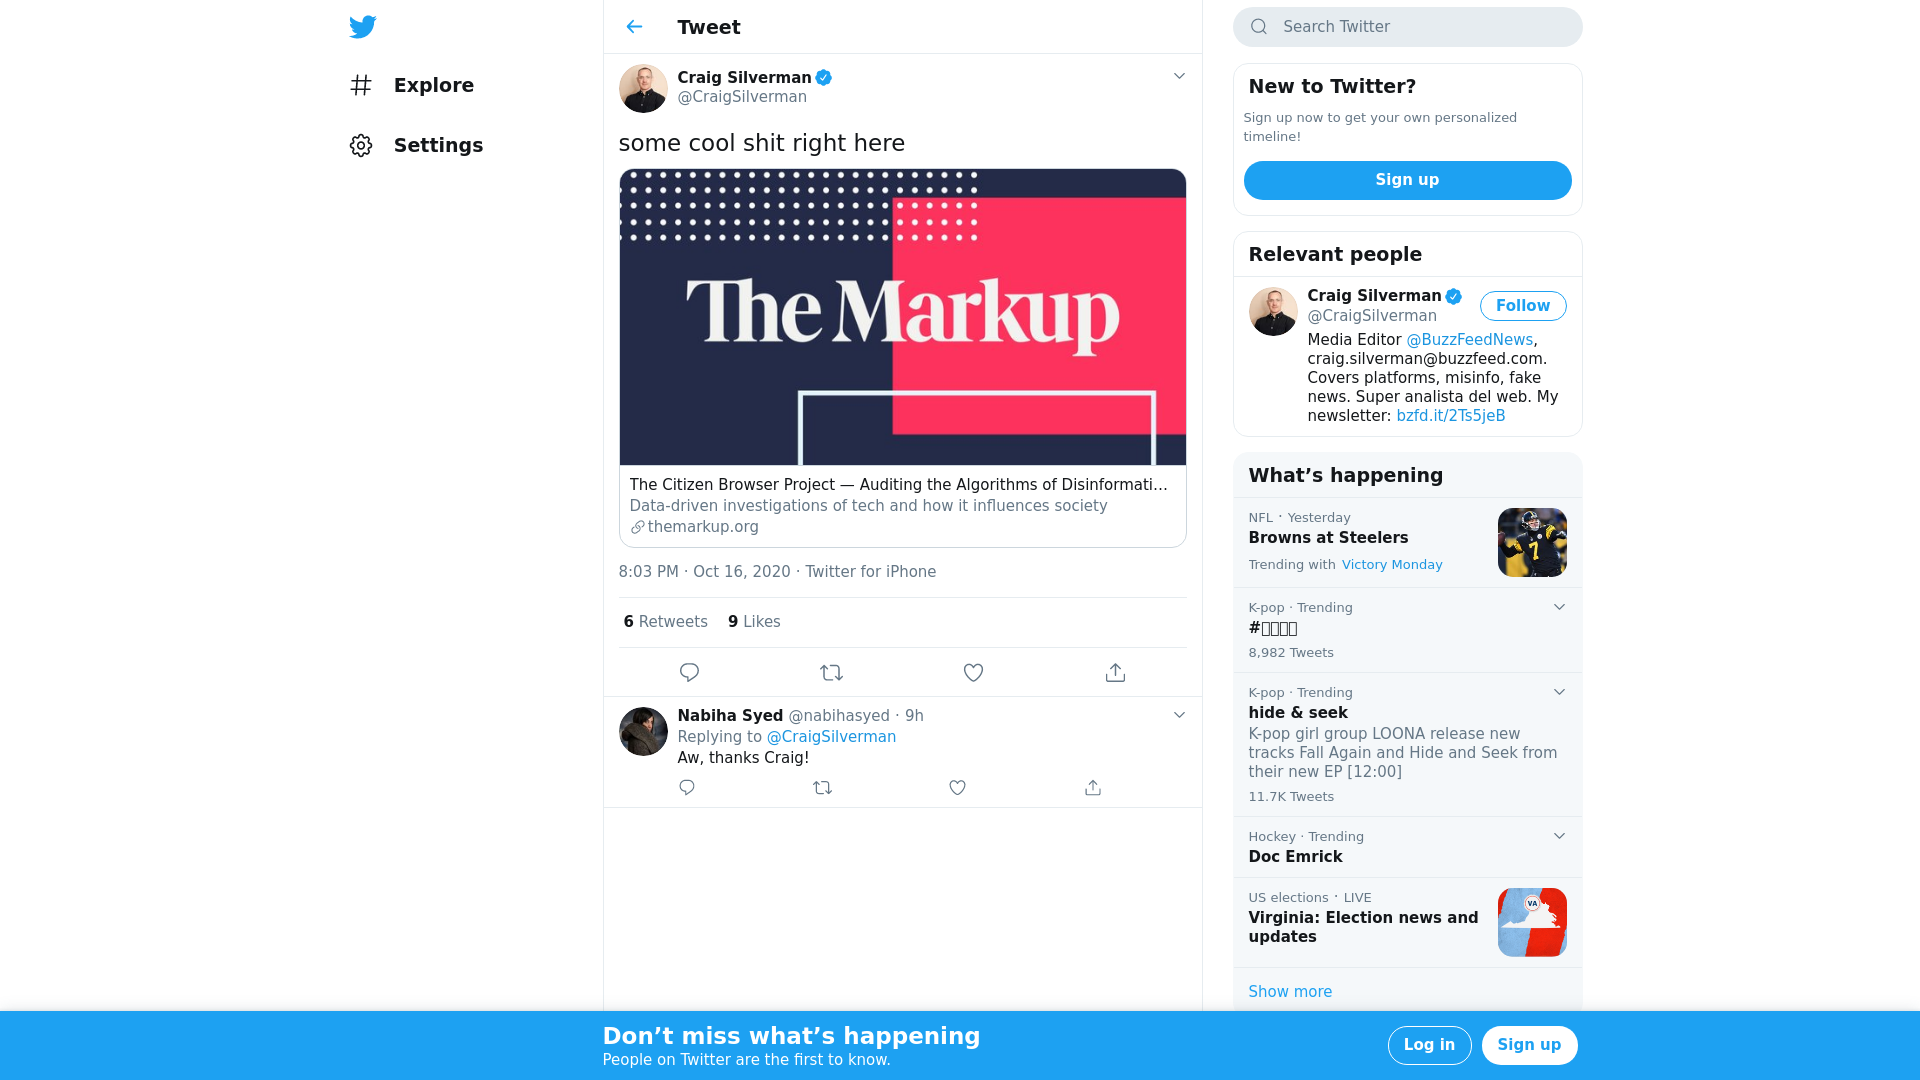 Explore
Settings
Tweet
Craig Silverman
@CraigSilverman
some cool shit right here
The Markup
The Citizen Browser Project — Auditing the Algorithms of Disinformati...
Data-driven investigations of tech and how it influences society
themarkup.org
8:03 PM · Oct 16, 2020 · Twitter for iPhone
6 Retweets 9 Likes
Nabiha Syed @nabihasyed · 9h
Replying to @CraigSilverman
Aw, thanks Craig!
Search Twitter
New to Twitter?
Sign up now to get your own personalized
timeline!
Sign up
Relevant people
Craig Silverman
@CraigSilverman
Follow
Media Editor @BuzzFeedNews,
craig.silverman@buzzfeed.com.
Covers platforms, misinfo, fake
news. Super analista del web. My
newsletter: bzfd.it/2Ts5jeB
What’s happening
NFL · Yesterday
Browns at Steelers
Trending with Victory Monday
7
K-pop · Trending
#
8,982 Tweets
K-pop · Trending
hide & seek
K-pop girl group LOONA release new
tracks Fall Again and Hide and Seek from
their new EP [12:00]
11.7K Tweets
Hockey · Trending
Doc Emrick
US elections · LIVE
Virginia: Election news and
updates
VA
Show more
Don’t miss what’s happening
People on Twitter are the first to know.
Log in
Sign up